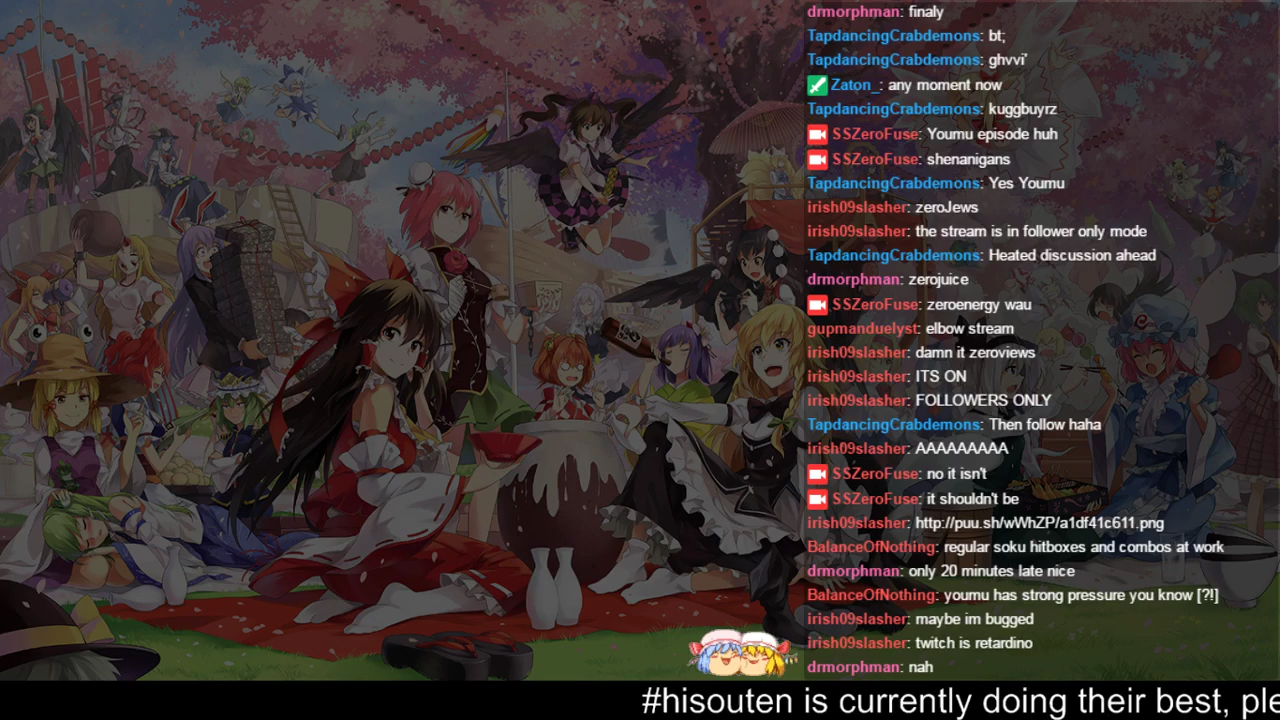 drmorphman: finaly
TapdancingCrabdemons: bt;
TapdancingCrabdemons: ghvvi'
Zaton_: any moment now
TapdancingCrabdemons: kuggbuyrz
SSZeroFuse: Youmu episode huh
SSZeroFuse: shenanigans
TapdancingCrabdemons: Yes Youmu
irish09slasher: zeroJews
irish09slasher: the stream is in follower only mode
TapdancingCrabdemons: Heated discussion ahead
drmorphman: zerojuice
SSZeroFuse: zeroenergy wau
gupmanduelyst: elbow stream
irish09slasher: damn it zeroviews
irish09slasher: ITS ON
irish09slasher: FOLLOWERS ONLY
TapdancingCrabdemons: Then follow haha
irish09slasher: AAAAAAAAA
SSZeroFuse: no it isn't
SSZeroFuse: it shouldn't be
irish09slasher: http://puu.sh/wWhZP/a1df41c611.png
BalanceOfNothing: regular soku hitboxes and combos at work
drmorphman: only 20 minutes late nice
BalanceOfNothing: youmu has strong pressure you know [?!]
irish09slasher: maybe im bugged
irish09slasher: twitch is retardino
drmorphman: nah
#hisouten is currently doing their best, ple